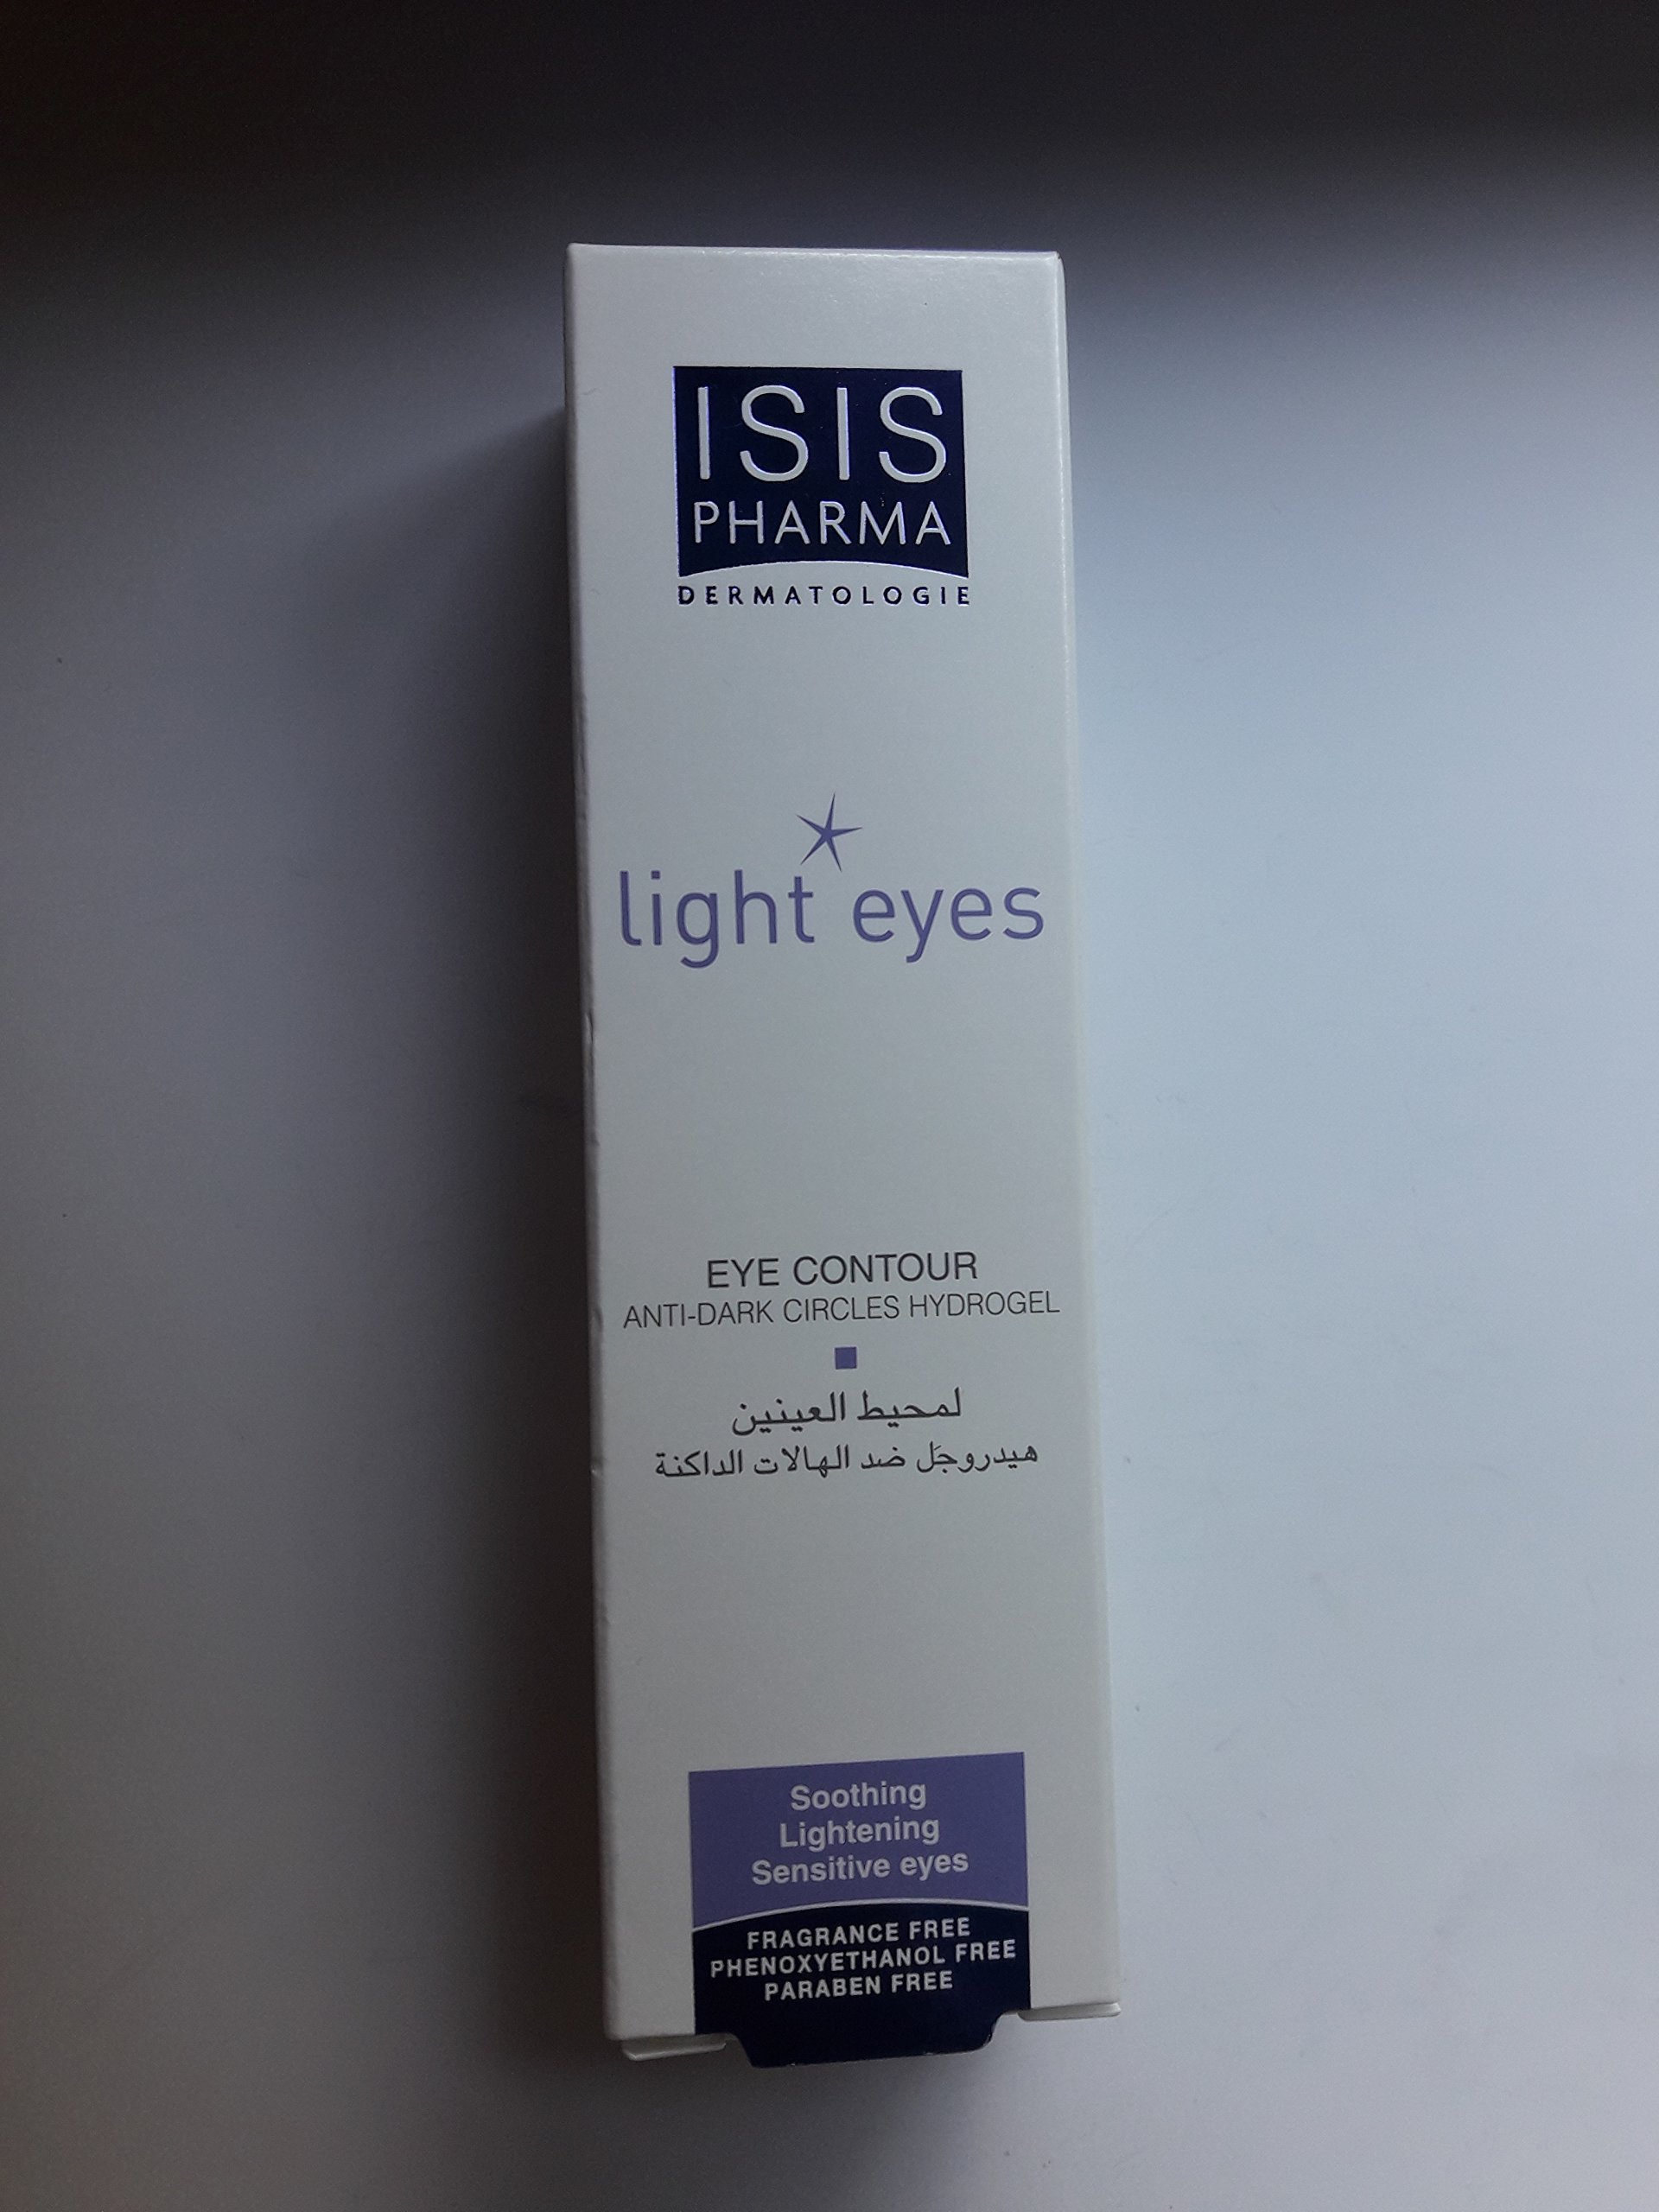 ISIS
PHARMA
DERMATOLOGIE
light eyes
EYE CONTOUR
ANTI-DARK CIRCLES HYDROGEL
لمحيط العينين
هيدروجَل ضد الهالات الداكنة
Soothing
Lightening
Sensitive eyes
FRAGRANCE FREE
PHENOXYETHANOL FREE
PARABEN FREE